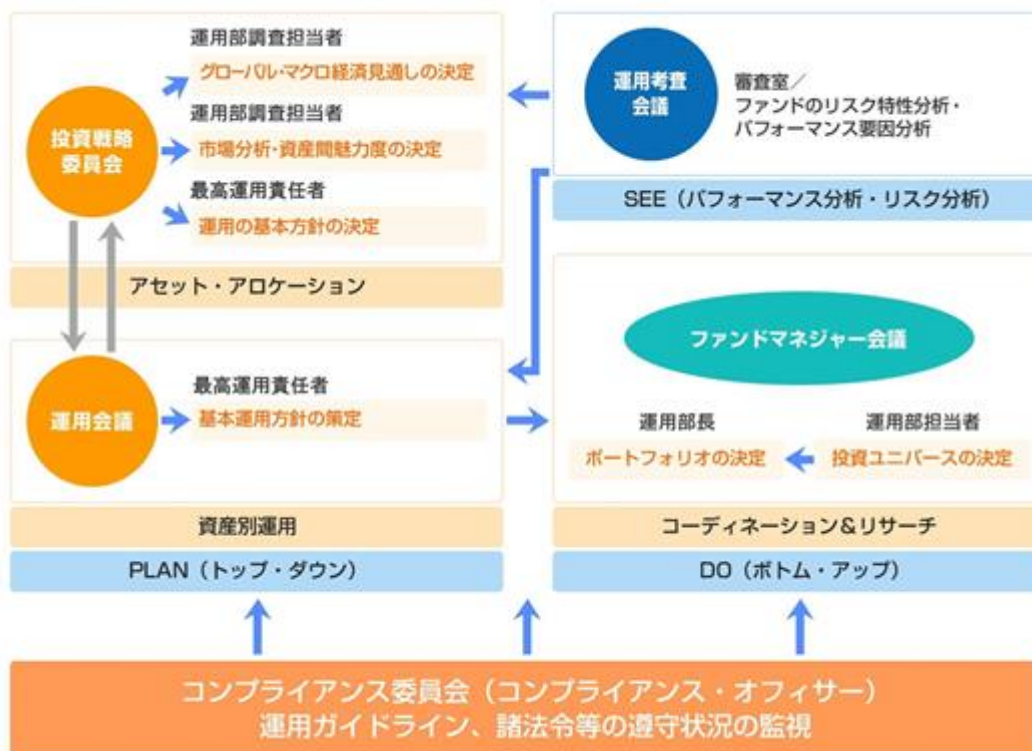 運用部調査担当者
グローバル・マクロ経済見通しの決定
投資戦略
委員会
運用部調査担当者
市場分析・資産間魅力度の決定
最高運用責任者
運用の基本方針の決定
アセット・アロケーション
運用考査
会議
審査室／
ファンドのリスク特性分析・
パフォーマンス要因分析
SEE（パフォーマンス分析・リスク分析）
運用会議
最高運用責任者
基本運用方針の策定
資産別運用
PLAN（トップ・ダウン）
ファンドマネジャー会議
運用部長
ポートフォリオの決定
運用部担当者
投資ユニバースの決定
コーディネーション＆リサーチ
DO（ボトム・アップ）
コンプライアンス委員会（コンプライアンス・オフィサー）
運用ガイドライン、諸法令等の遵守状況の監視